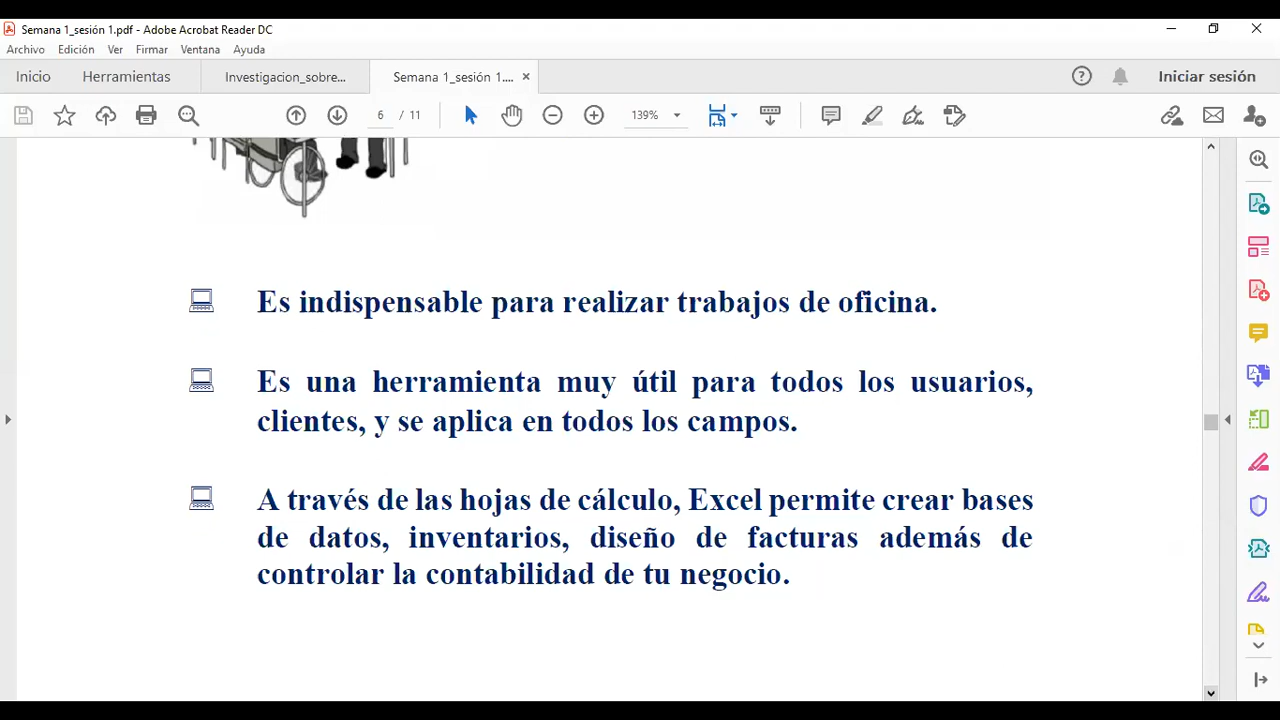 Semana 1_sesión 1.pdf - Adobe Acrobat Reader DC
Archivo Edición Ver Firmar Ventana Ayuda
Inicio Herramientas Investigacion_sobre... Semana 1_sesión 1.... × Iniciar sesión
6 / 11 139%
Es indispensable para realizar trabajos de oficina.
Es una herramienta muy útil para todos los usuarios,
clientes, y se aplica en todos los campos.
A través de las hojas de cálculo, Excel permite crear bases
de datos, inventarios, diseño de facturas además de
controlar la contabilidad de tu negocio.